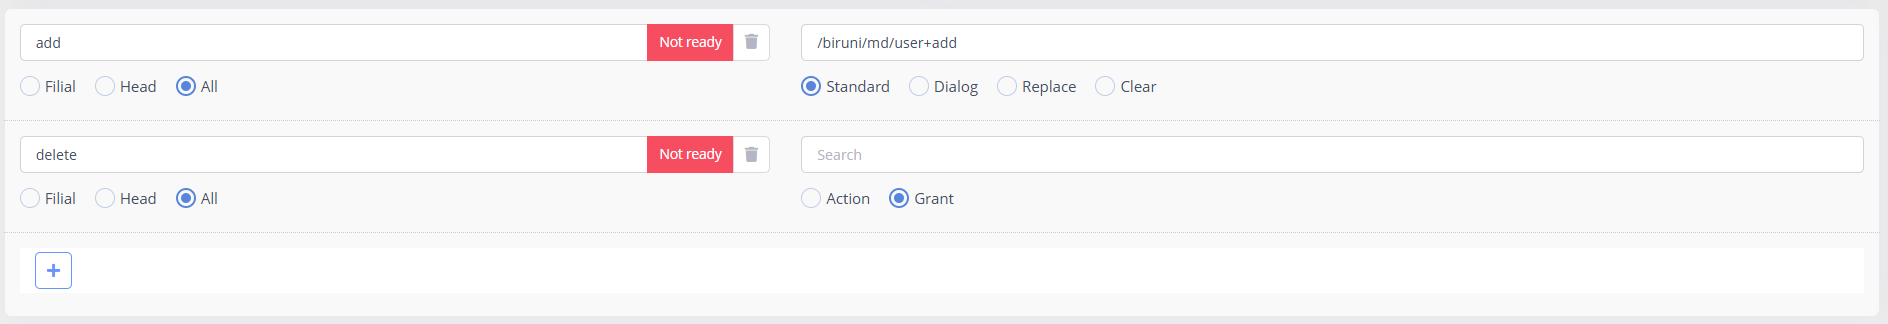 add Not ready /biruni/md/user+add
Filial Head All Standard Dialog Replace Clear
delete Not ready Search
Filial Head All Action Grant
+